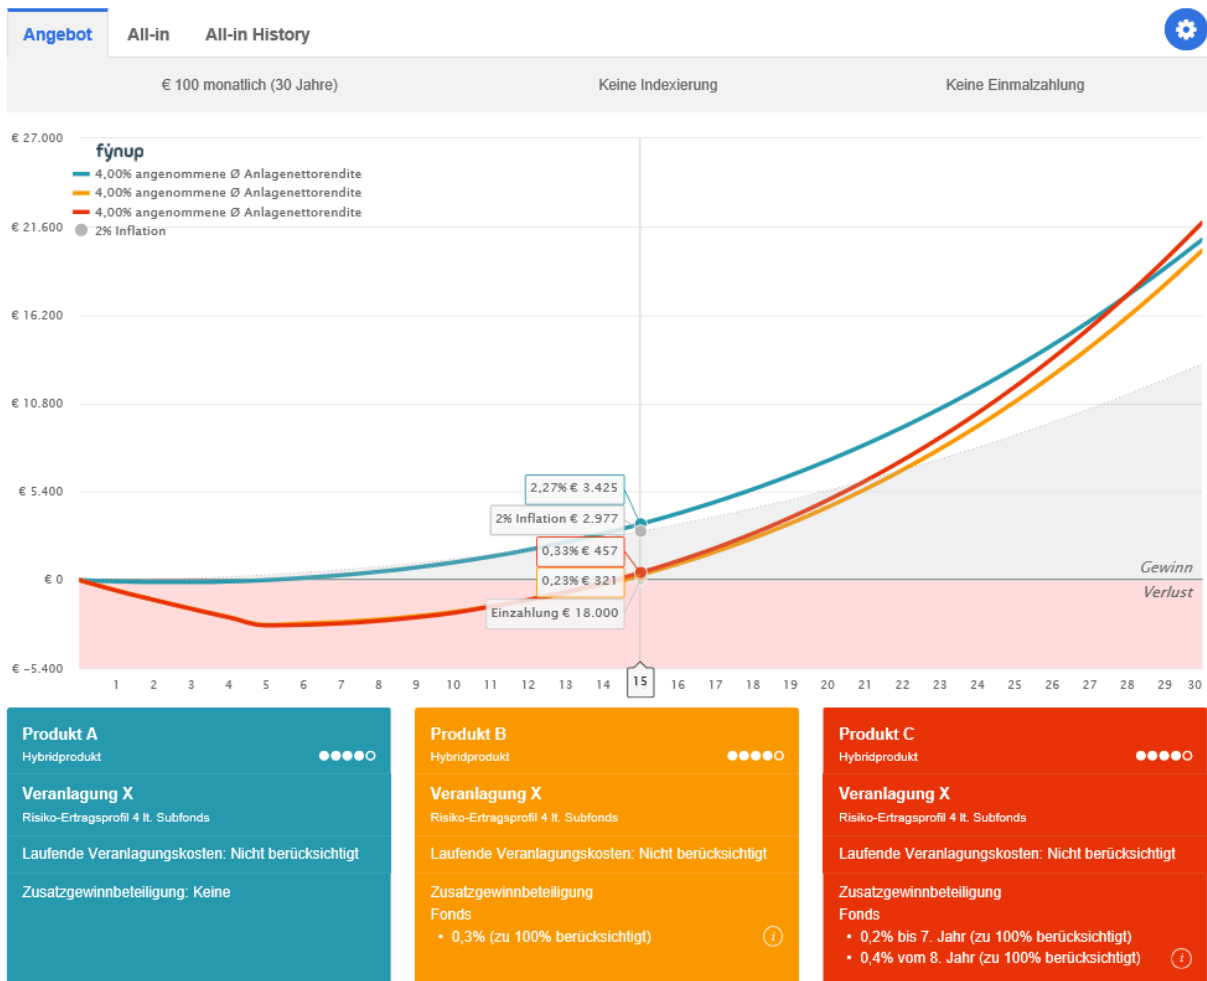 Angebot All-in All-in History
€ 100 monatlich (30 Jahre) Keine Indexierung Keine Einmalzahlung
€ 27.000
fynup
4,00% angenommene Ø Anlagenettorendite
4,00% angenommene Ø Anlagenettorendite
4,00% angenommene Ø Anlagenettorendite
€ 21.600
2% Inflation
€ 16.200
€ 10.800
€ 5.400
2,27% € 3.425
2% Inflation € 2.977
0,33% € 457
0,23% € 321
Einzahlung € 18.000
€ 0
Gewinn
Verlust
€ −5.400
1 2 3 4 5 6 7 8 9 10 11 12 13 14 15 16 17 18 19 20 21 22 23 24 25 26 27 28 29 30
Produkt A
Hybridprodukt
Veranlagung X
Risiko-Ertragsprofil 4 lt. Subfonds
Laufende Veranlagungskosten: Nicht berücksichtigt
Zusatzgewinnbeteiligung: Keine
Produkt B
Hybridprodukt
Veranlagung X
Risiko-Ertragsprofil 4 lt. Subfonds
Laufende Veranlagungskosten: Nicht berücksichtigt
Zusatzgewinnbeteiligung
Fonds
• 0,3% (zu 100% berücksichtigt)
i
Produkt C
Hybridprodukt
Veranlagung X
Risiko-Ertragsprofil 4 lt. Subfonds
Laufende Veranlagungskosten: Nicht berücksichtigt
Zusatzgewinnbeteiligung
Fonds
• 0,2% bis 7. Jahr (zu 100% berücksichtigt)
• 0,4% vom 8. Jahr (zu 100% berücksichtigt)
i